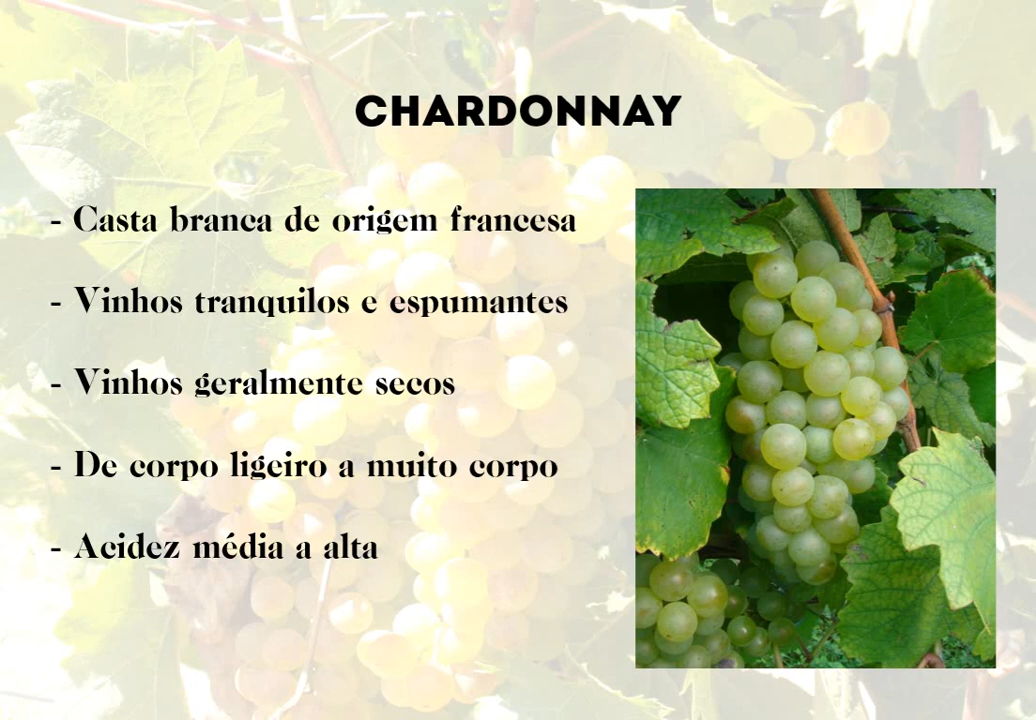 CHARDONNAY
- Casta branca de origem francesa
- Vinhos tranquilos e espumantes
- Vinhos geralmente secos
- De corpo ligeiro a muito corpo
- Acidez média a alta